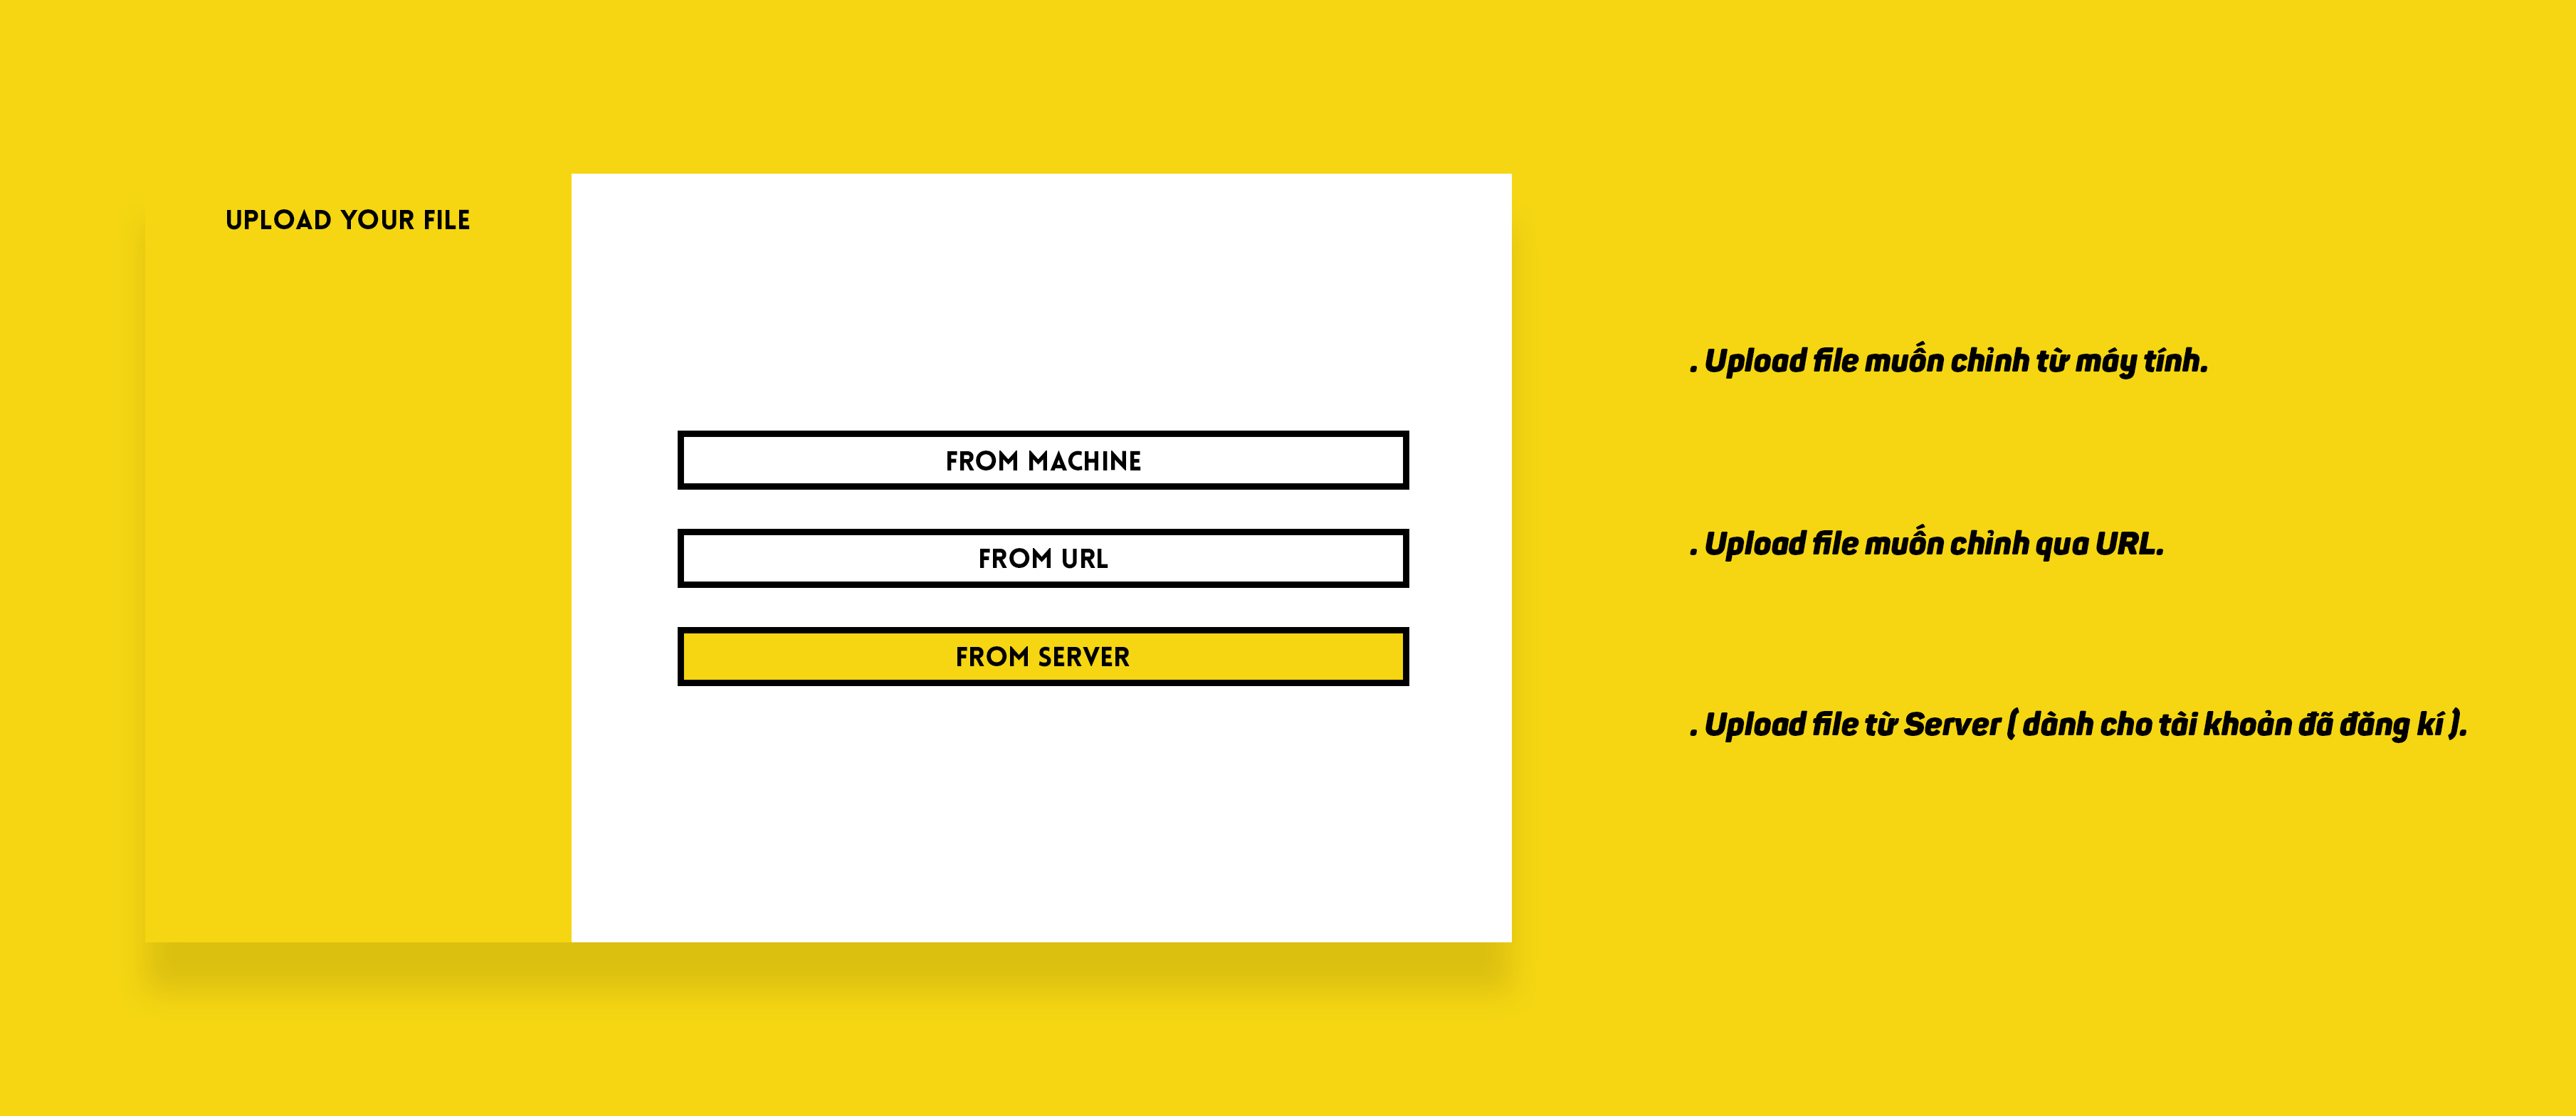 UPLOAD YOUR FILE
FROM MACHINE
FROM URL
FROM SERVER
. Upload file muốn chỉnh từ máy tính.
. Upload file muốn chỉnh qua URL.
. Upload file từ Server ( dành cho tài khoản đã đăng kí ).